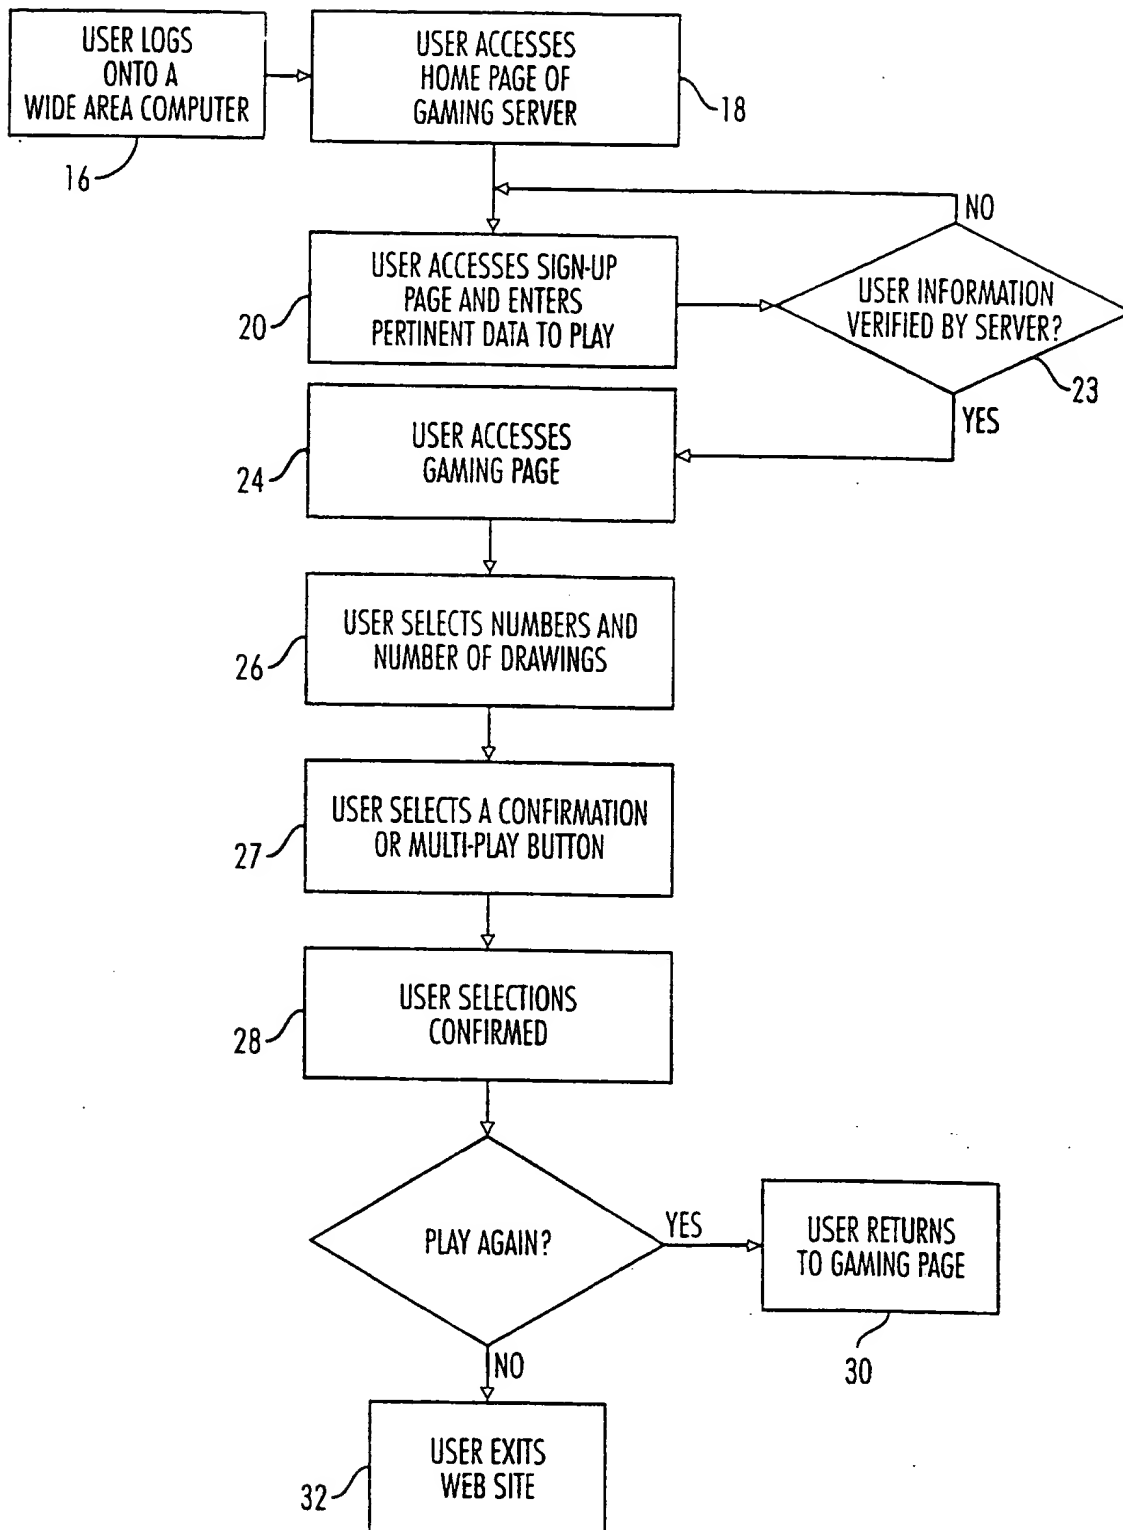 USER LOGS
ONTO A
WIDE AREA COMPUTER
16
USER ACCESSES
HOME PAGE OF
GAMING SERVER
18
USER ACCESSES SIGN-UP
PAGE AND ENTERS
PERTINENT DATA TO PLAY
20
NO
USER INFORMATION
VERIFIED BY SERVER?
23
YES
USER ACCESSES
GAMING PAGE
24
USER SELECTS NUMBERS AND
NUMBER OF DRAWINGS
26
USER SELECTS A CONFIRMATION
OR MULTI-PLAY BUTTON
27
USER SELECTIONS
CONFIRMED
28
PLAY AGAIN?
YES
USER RETURNS
TO GAMING PAGE
30
NO
USER EXITS
WEB SITE
32